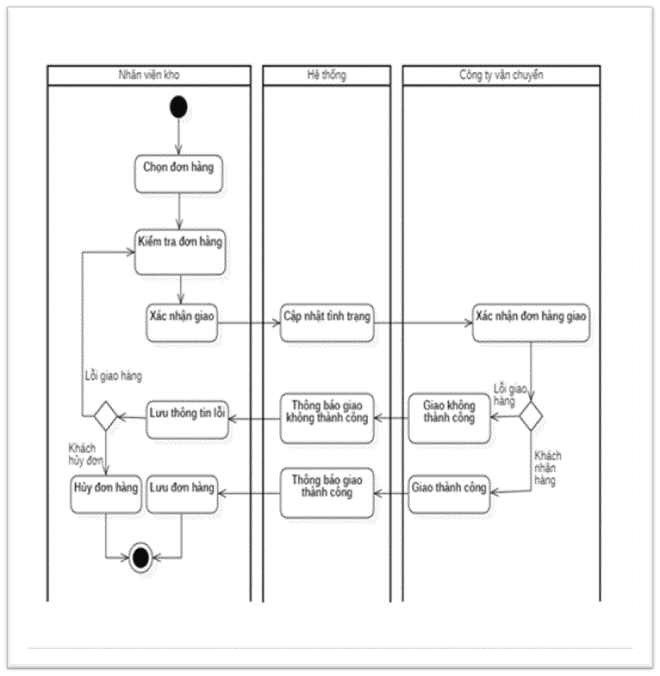 Nhân viên kho
Hệ thống
Công ty vận chuyển
Chọn đơn hàng
Kiểm tra đơn hàng
Xác nhận giao
Cập nhật tình trạng
Xác nhận đơn hàng giao
Lỗi giao hàng
Lỗi giao
hàng
Lưu thông tin lỗi
Thông báo giao
không thành công
Giao không
thành công
Khách
hủy đơn
Khách
nhận
hàng
Hủy đơn hàng
Lưu đơn hàng
Thông báo giao
thành công
Giao thành công